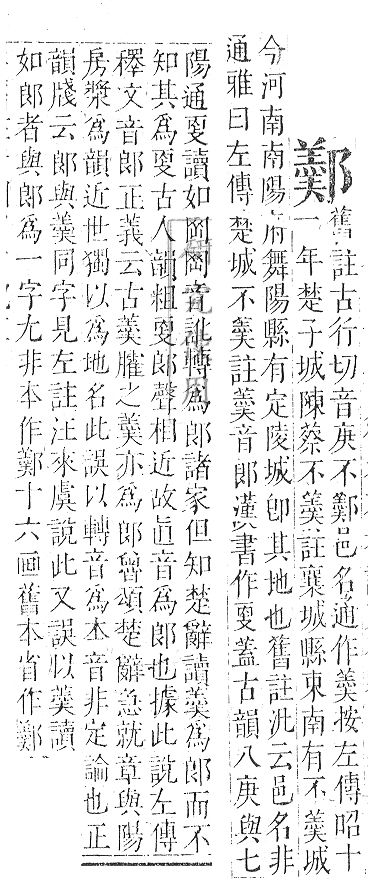 ⿰羹阝
舊註古行切音庚不⿰羹阝邑名通作羹按左傳昭十
一年楚子城陳蔡不羹註襄城縣東南有不羹城
今河南南陽府舞陽縣有定陵城卽其地也舊註汎云邑名非
通雅曰左傳楚城不羹註羹音郎漢書作更蓋古韻八庚與七
陽通更讀如岡岡音訛轉爲郎諸家但知楚辭讀羹爲郎而不
知其爲更古人韻粗更郎聲相近故直音爲郎也據此說左傳
釋文音郎正義云古羹臛之羹亦爲郎魯頌楚辭急就章與陽
房漿爲韻近世獨以爲地名此誤以轉音爲本音非定論也正
韻牋云郎與羹同字見左註汪來虞說此又誤以羹讀
如郎者與郎爲一字尤非本作⿰羹阝十六畫舊本省作